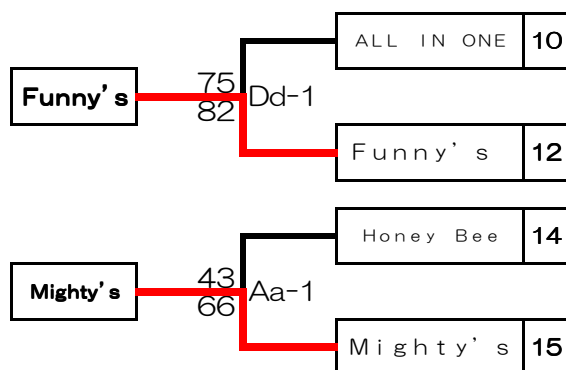 ALL IN ONE 10
75
Funny's Dd-1
82
Funny's 12
Honey Bee 14
43
Mighty's Aa-1
66
Mighty's 15